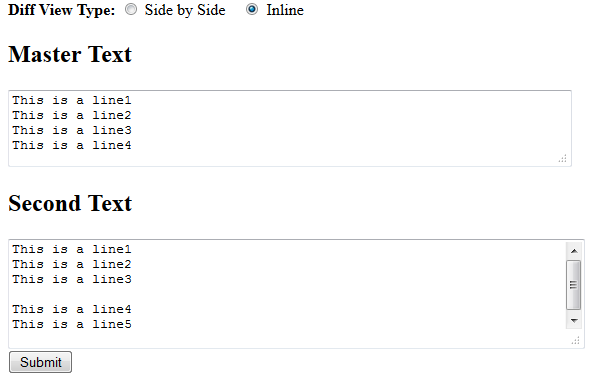 Diff View Type: Side by Side Inline
Master Text
This is a line1
This is a line2
This is a line3
This is a line4
Second Text
This is a line1
This is a line2
This is a line3

This is a line4
This is a line5
Submit